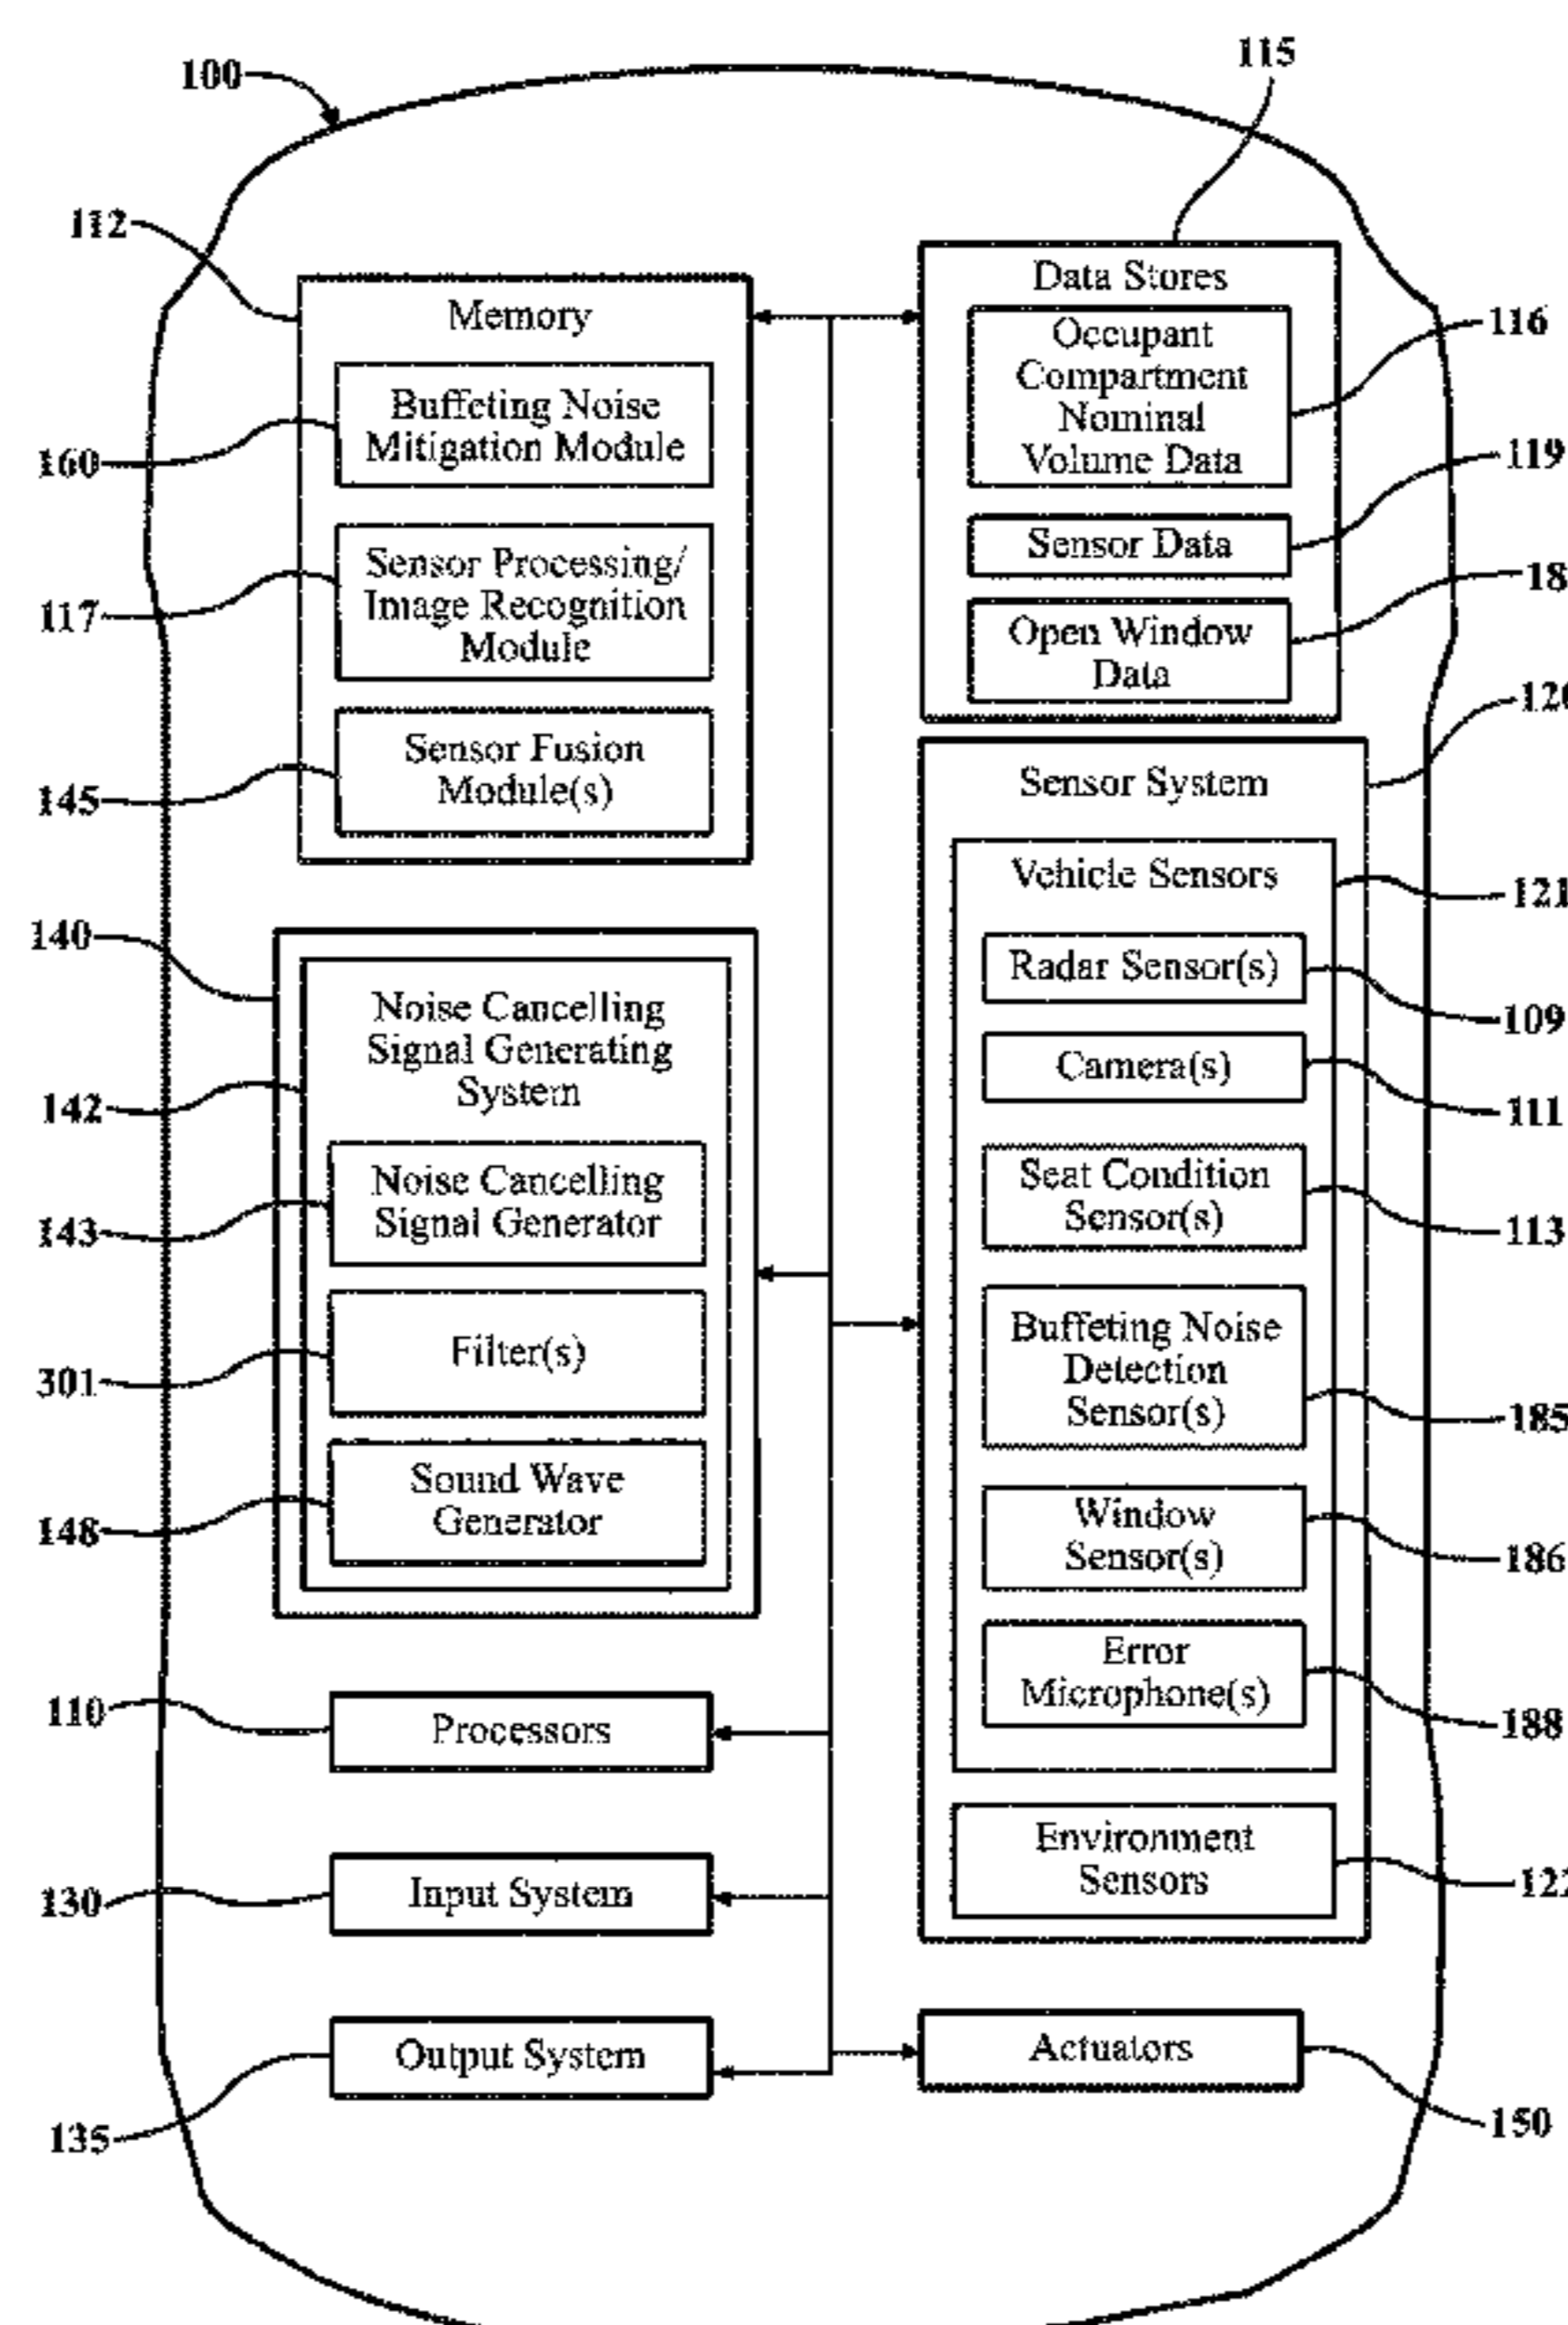 100
115
112
Memory
Buffeting Noise
Mitigation Module
160
Sensor Processing/
Image Recognition
Module
117
Sensor Fusion
Module(s)
145
Data Stores
Occupant
Compartment
Nominal
Volume Data
116
Sensor Data
119
Open Window
Data
18
120
Sensor System
Vehicle Sensors
121
Radar Sensor(s)
109
Camera(s)
111
Seat Condition
Sensor(s)
113
Buffeting Noise
Detection
Sensor(s)
185
Window
Sensor(s)
186
Error
Microphone(s)
188
Environment
Sensors
122
140
Noise Cancelling
Signal Generating
System
142
Noise Cancelling
Signal Generator
143
Filter(s)
301
Sound Wave
Generator
148
110
Processors
130
Input System
135
Output System
Actuators
150